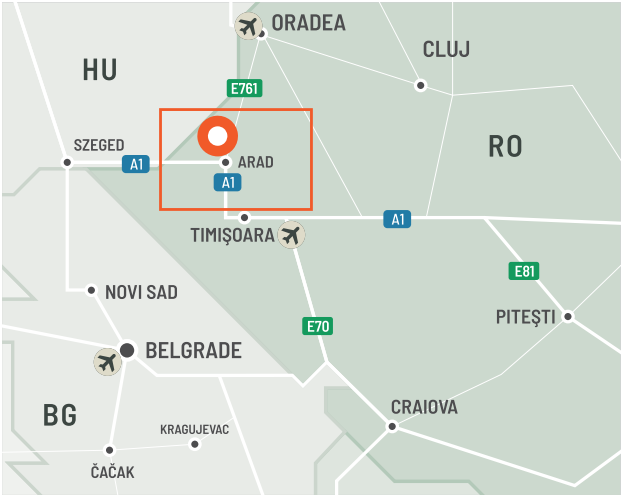 ORADEA
CLUJ
HU
E761
SZEGED
RO
A1
ARAD
A1
A1
TIMIŞOARA
E81
NOVI SAD
PITEŞTI
E70
BELGRADE
CRAIOVA
BG
KRAGUJEVAC
ČAČAK